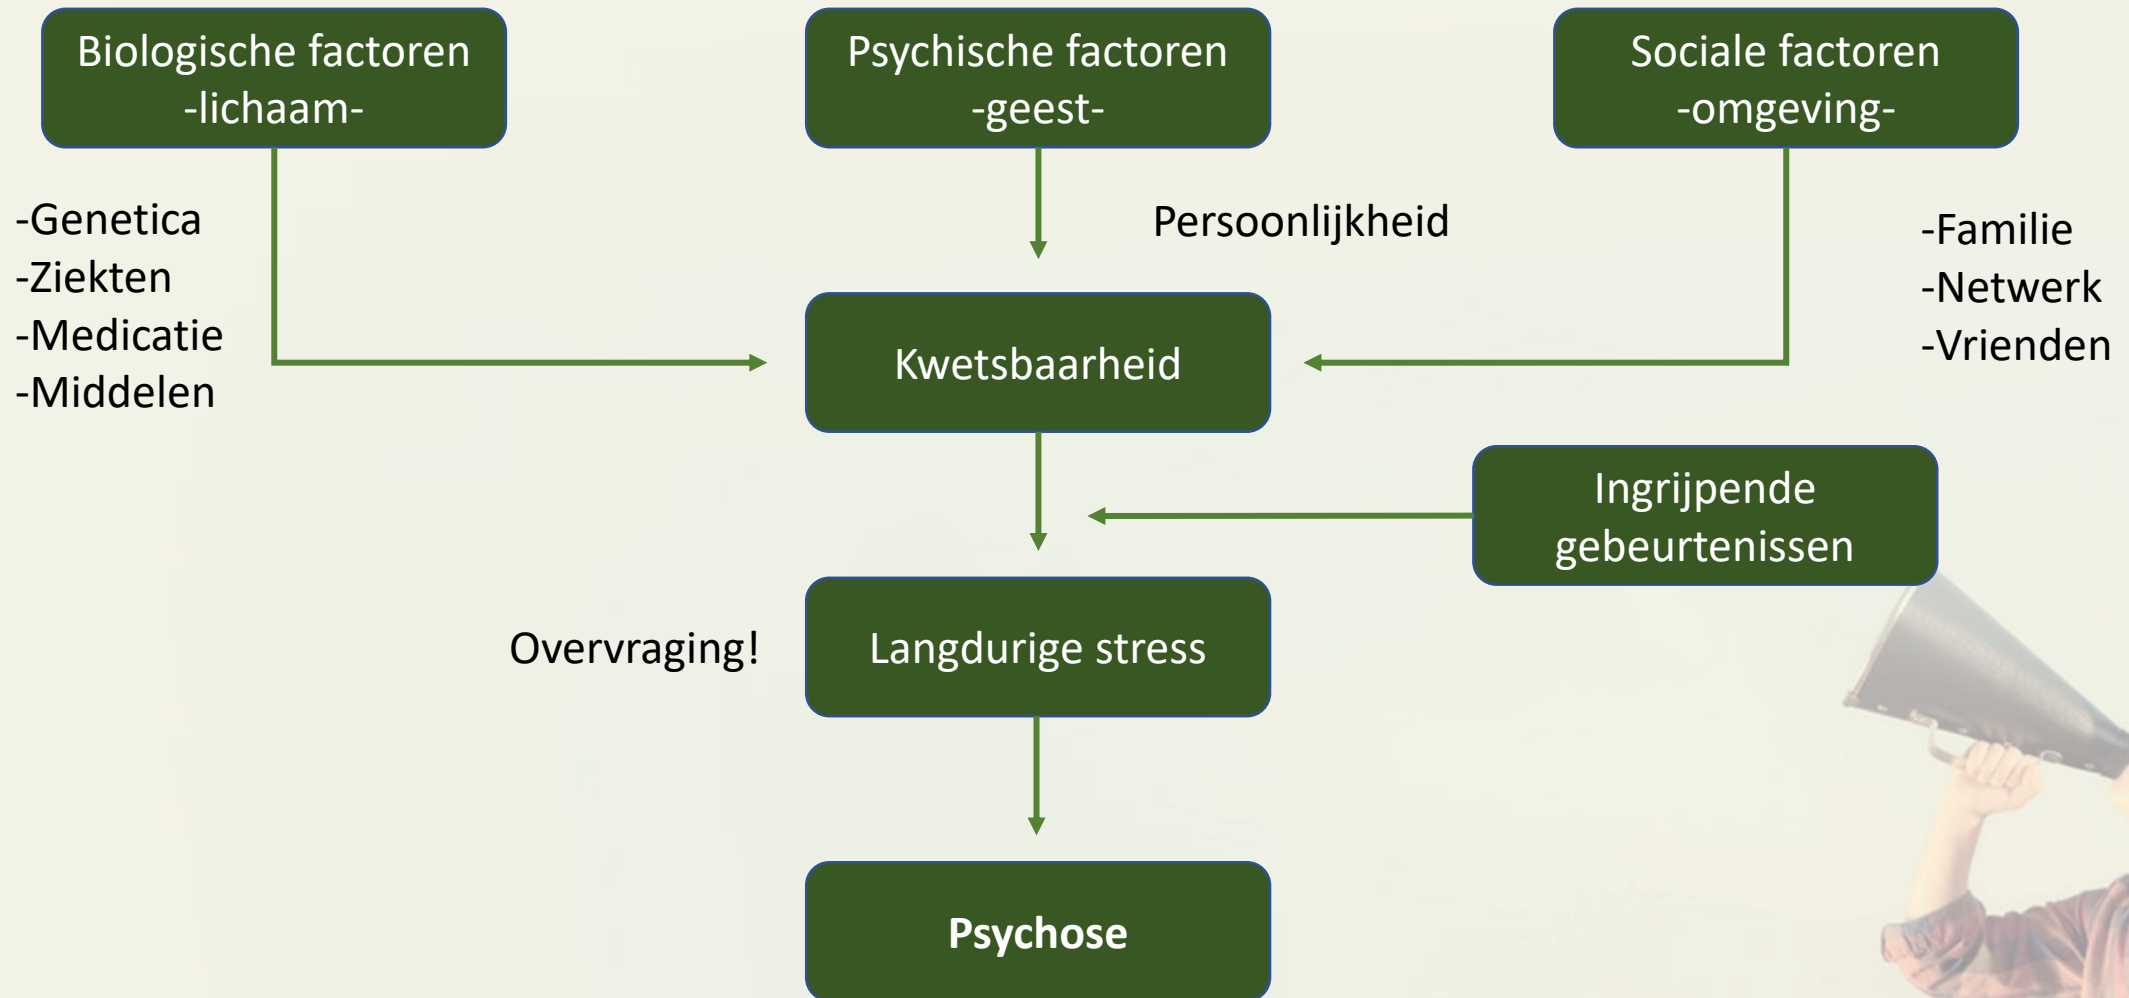 Biologische factoren
-lichaam-
Psychische factoren
-geest-
Sociale factoren
-omgeving-
-Genetica
-Ziekten
-Medicatie
-Middelen
Persoonlijkheid
-Familie
-Netwerk
-Vrienden
Kwetsbaarheid
Ingrijpende
gebeurtenissen
Overvraging!
Langdurige stress
Psychose